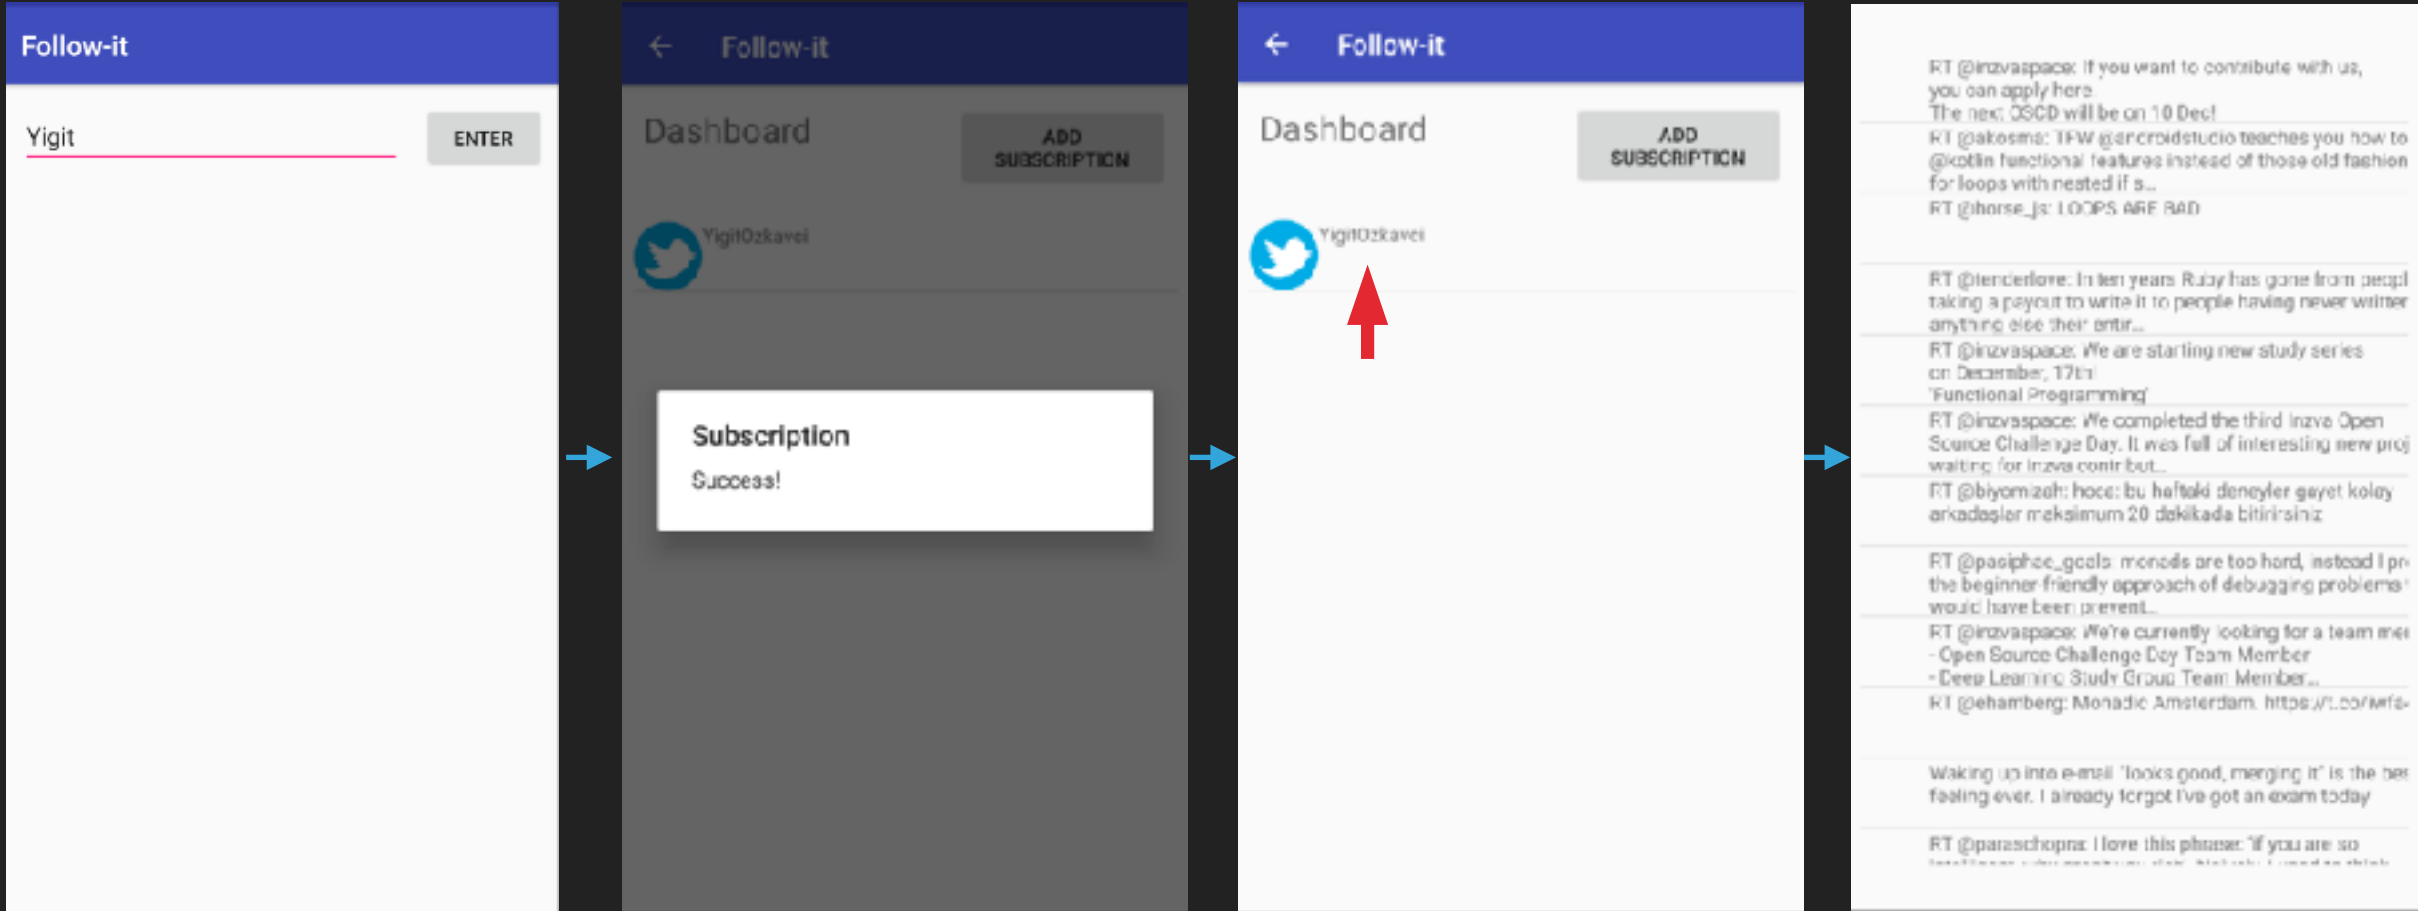 Follow-it
Yigit
ENTER
Follow-it
Dashboard
ADD
SUBSCRIPTION
YigitOzkavci
Subscription
Success!
Follow-it
Dashboard
ADD
SUBSCRIPTION
YigitOzkavci
RT @inzvaspace: If you want to contribute with us,
you can apply here
The next OSCD will be on 10 Dec!
RT @akosma: TFW @androidstudio teaches you how to
@kotlin functional features instead of those old fashion
for loops with nested if s...
RT @horse_js: LOOPS ARE BAD
RT @tenderlove: In ten years Ruby has gone from peopl
taking a paycut to write it to people having never written
anything else their entir...
RT @inzvaspace: We are starting new study series
on December, 17th!
'Functional Programming'
RT @inzvaspace: We completed the third Inzva Open
Source Challenge Day. It was full of interesting new proj
waiting for Inzva contribut...
RT @biyomizah: hoca: bu haftaki deneyler gayet kolay
arkadaşlar maksimum 20 dakikada bitirirsiniz
RT @pasiphae_goals: monads are too hard, instead I pr
the beginner-friendly approach of debugging problems
would have been prevent...
RT @inzvaspace: We're currently looking for a team me
- Open Source Challenge Day Team Member
- Deep Learning Study Group Team Member...
RT @ehamberg: Monadic Amsterdam.
Waking up into e-mail "looks good, merging it" is the bes
feeling ever. I already forgot I've got an exam today
RT @paraschopra: I love this phrase: "If you are so